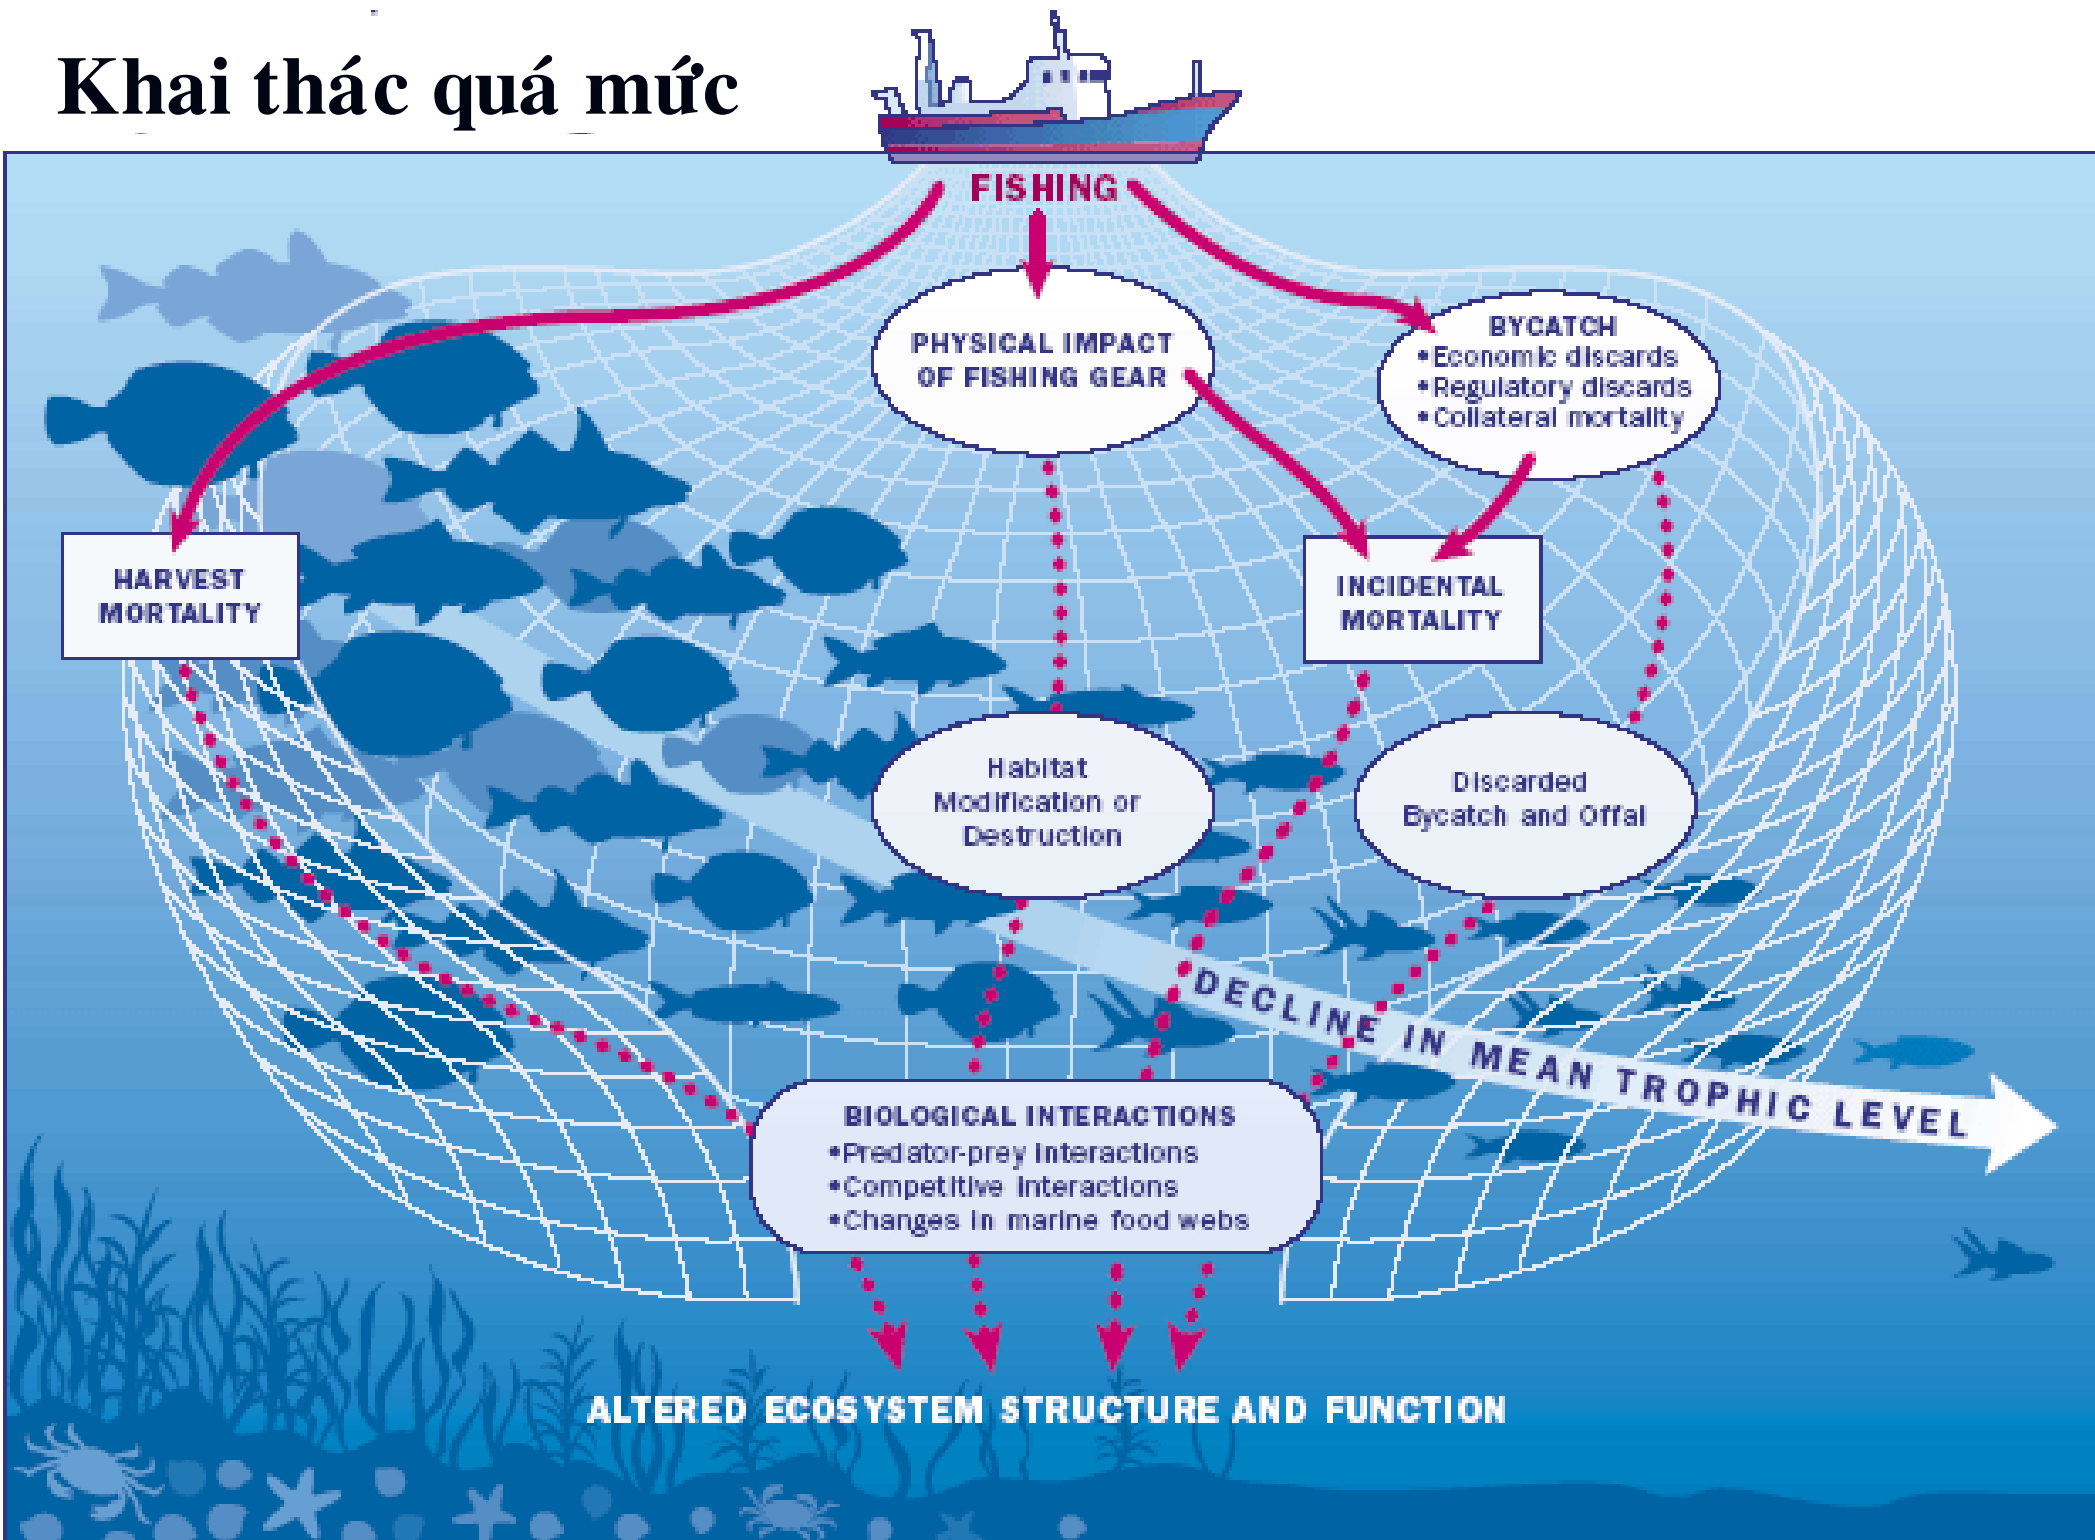 Khai thác quá mức
FISHING
PHYSICAL IMPACT
OF FISHING GEAR
BYCATCH
•Economic discards
•Regulatory discards
•Collateral mortality
HARVEST
MORTALITY
INCIDENTAL
MORTALITY
Habitat
Modification or
Destruction
Discarded
Bycatch and Offal
DECLINE IN MEAN TROPHIC LEVEL
BIOLOGICAL INTERACTIONS
•Predator-prey interactions
•Competitive interactions
•Changes in marine food webs
ALTERED ECOSYSTEM STRUCTURE AND FUNCTION